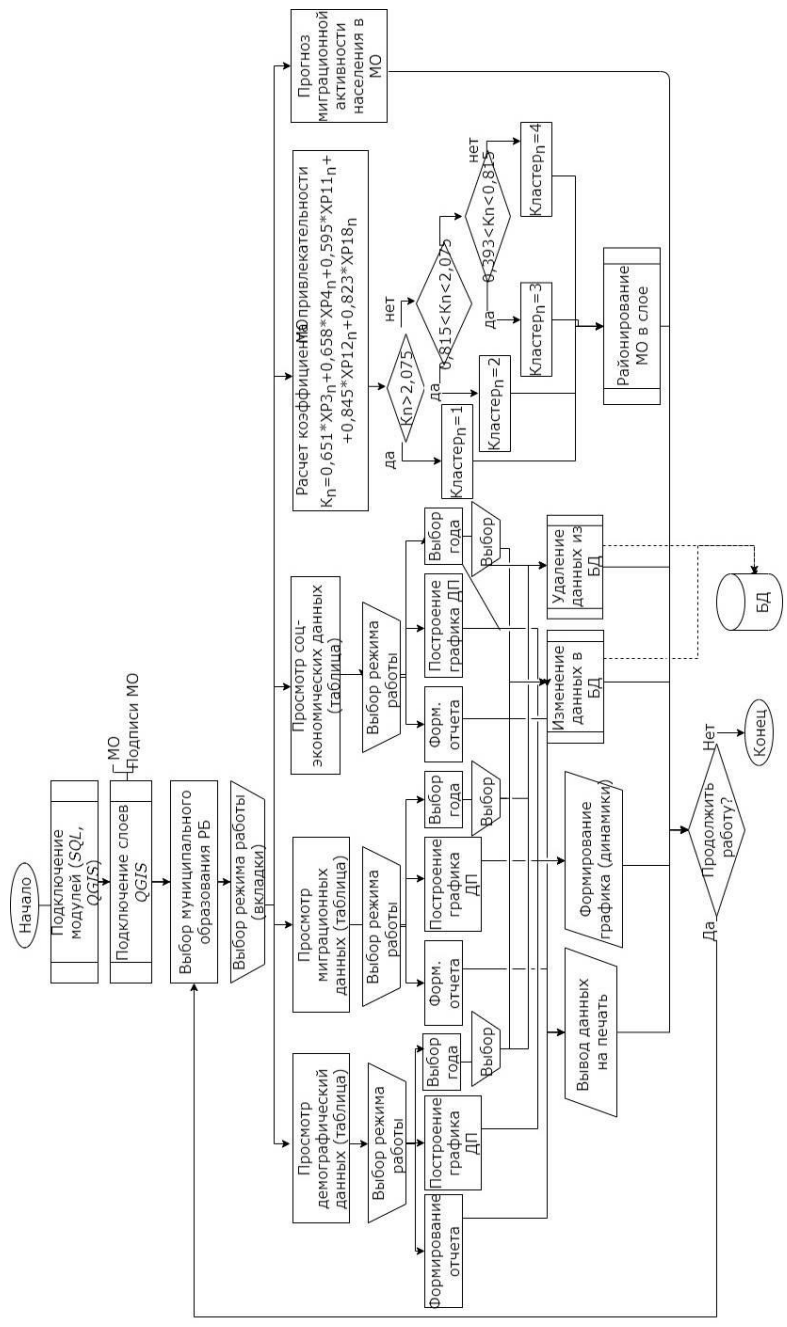 Начало
Подключение
модулей (SQL,
QGIS)
МО
Подписи МО
Подключение слоев
QGIS
Выбор муниципального
образования РБ
Выбор режима работы
(вкладки)
Просмотр
демографический
данных (таблица)
Выбор режима
работы
Формирование
отчета
Построение
графика
ДП
Выбор
года
Выбор
Просмотр
миграционных
данных (таблица)
Выбор режима
работы
Форм.
отчета
Построение
графика
ДП
Выбор
года
Выбор
Просмотр соц-
экономических данных
(таблица)
Выбор режима
работы
Форм.
отчета
Построение
графика ДП
Выбор
года
Выбор
Расчет коэффициента привлекательности
МО
Kn=0,651*XP3n+0,658*XP4n+0,595*XP11n+
+0,845*XP12n+0,823*XP18n
Kn>2,075
да
нет
0,815<Kn<2,075
да
нет
0,393<Kn<0,815
да
нет
Кластерn=1
Кластерn=2
Кластерn=3
Кластерn=4
Районирование
МО в слое
Прогноз
миграционной
активности
населения в
МО
Вывод данных
на печать
Формирование
графика (динамики)
Изменение
данных в
БД
Удаление
данных из
БД
БД
Продолжить
работу?
Да
Нет
Конец